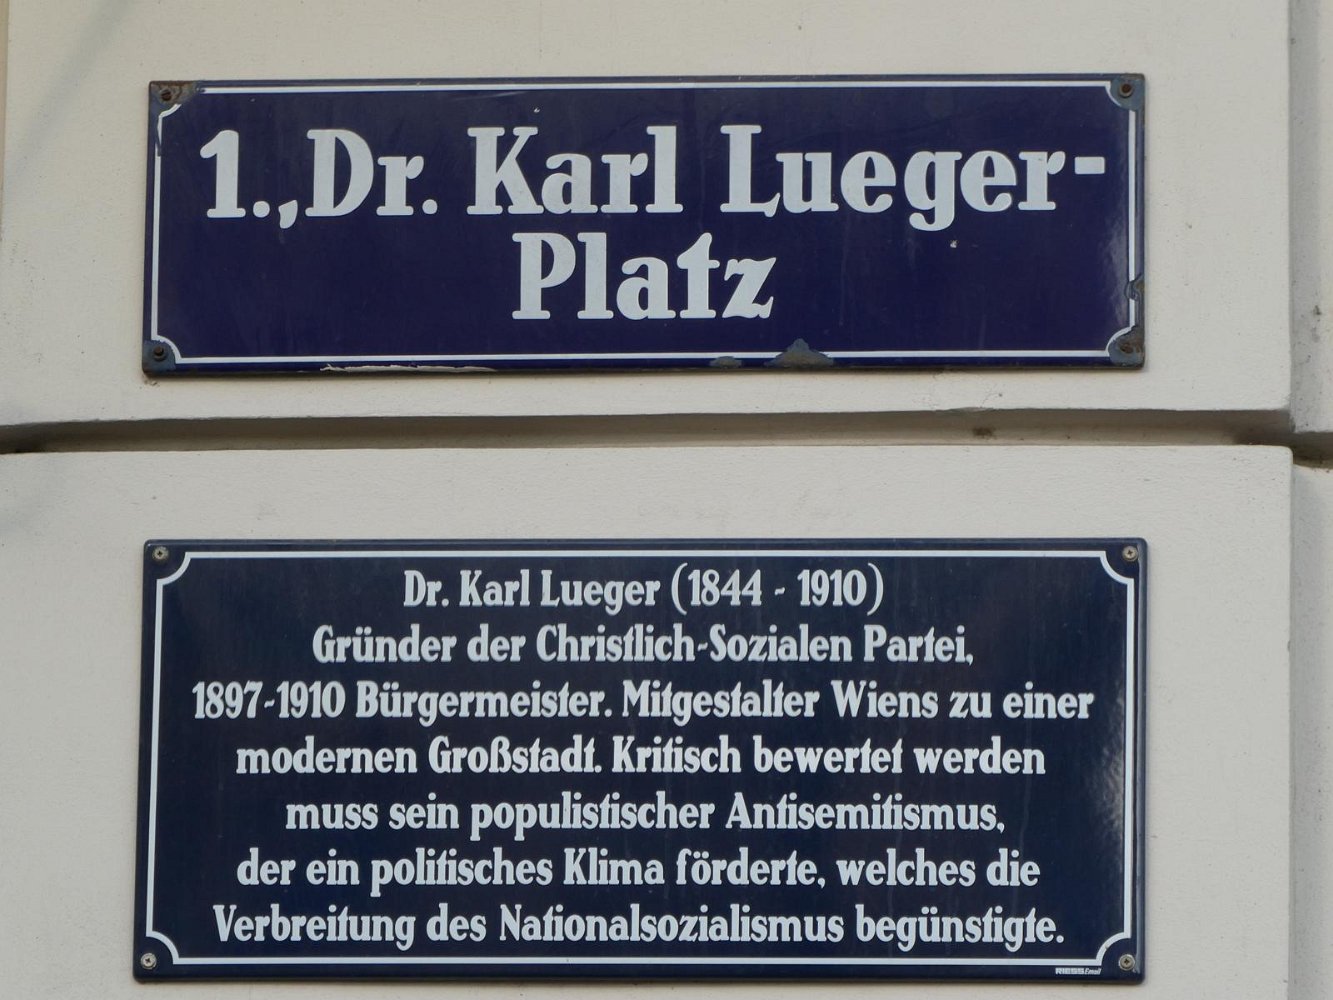 1., Dr. Karl Lueger-
Platz
Dr. Karl Lueger (1844 - 1910)
Gründer der Christlich-Sozialen Partei,
1897-1910 Bürgermeister. Mitgestalter Wiens zu einer
modernen Großstadt. Kritisch bewertet werden
muss sein populistischer Antisemitismus,
der ein politisches Klima förderte, welches die
Verbreitung des Nationalsozialismus begünstigte.
RIESS Email